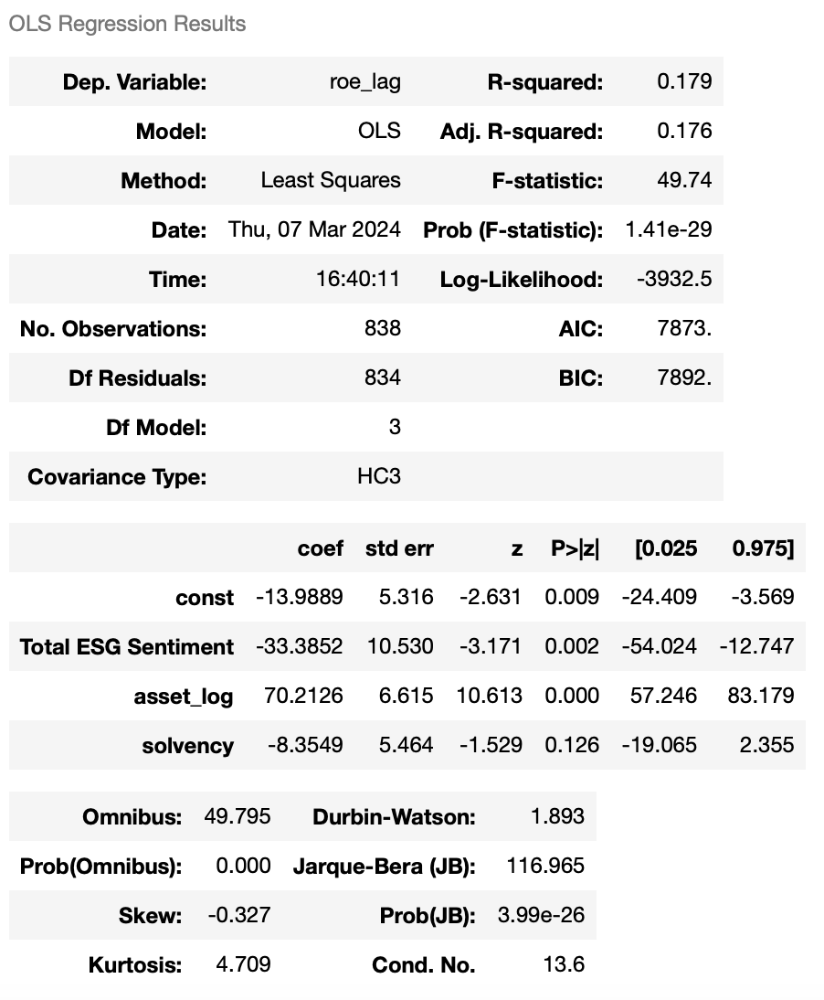 OLS Regression Results
Dep. Variable: roe_lag R-squared: 0.179
Model: OLS Adj. R-squared: 0.176
Method: Least Squares F-statistic: 49.74
Date: Thu, 07 Mar 2024 Prob (F-statistic): 1.41e-29
Time: 16:40:11 Log-Likelihood: -3932.5
No. Observations: 838 AIC: 7873.
Df Residuals: 834 BIC: 7892.
Df Model: 3
Covariance Type: HC3
coef std err z P>|z| [0.025 0.975]
const -13.9889 5.316 -2.631 0.009 -24.409 -3.569
Total ESG Sentiment -33.3852 10.530 -3.171 0.002 -54.024 -12.747
asset_log 70.2126 6.615 10.613 0.000 57.246 83.179
solvency -8.3549 5.464 -1.529 0.126 -19.065 2.355
Omnibus: 49.795 Durbin-Watson: 1.893
Prob(Omnibus): 0.000 Jarque-Bera (JB): 116.965
Skew: -0.327 Prob(JB): 3.99e-26
Kurtosis: 4.709 Cond. No. 13.6